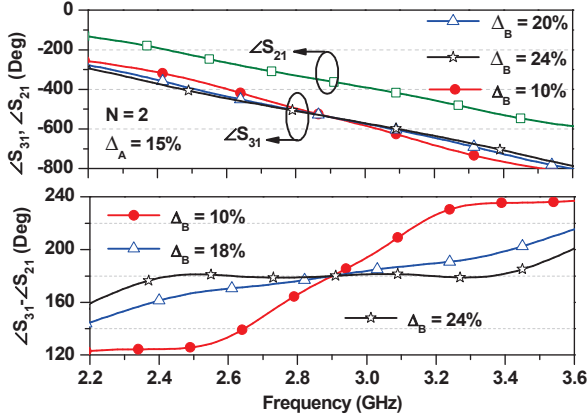 ∠S31, ∠S21 (Deg)
0
-200
-400
-600
-800
∠S21
∠S31
N = 2
ΔA = 15%
ΔB = 20%
ΔB = 24%
ΔB = 10%
∠S31-∠S21 (Deg)
240
220
180
160
120
ΔB = 10%
ΔB = 18%
ΔB = 24%
2.2 2.4 2.6 2.8 3.0 3.2 3.4 3.6
Frequency (GHz)